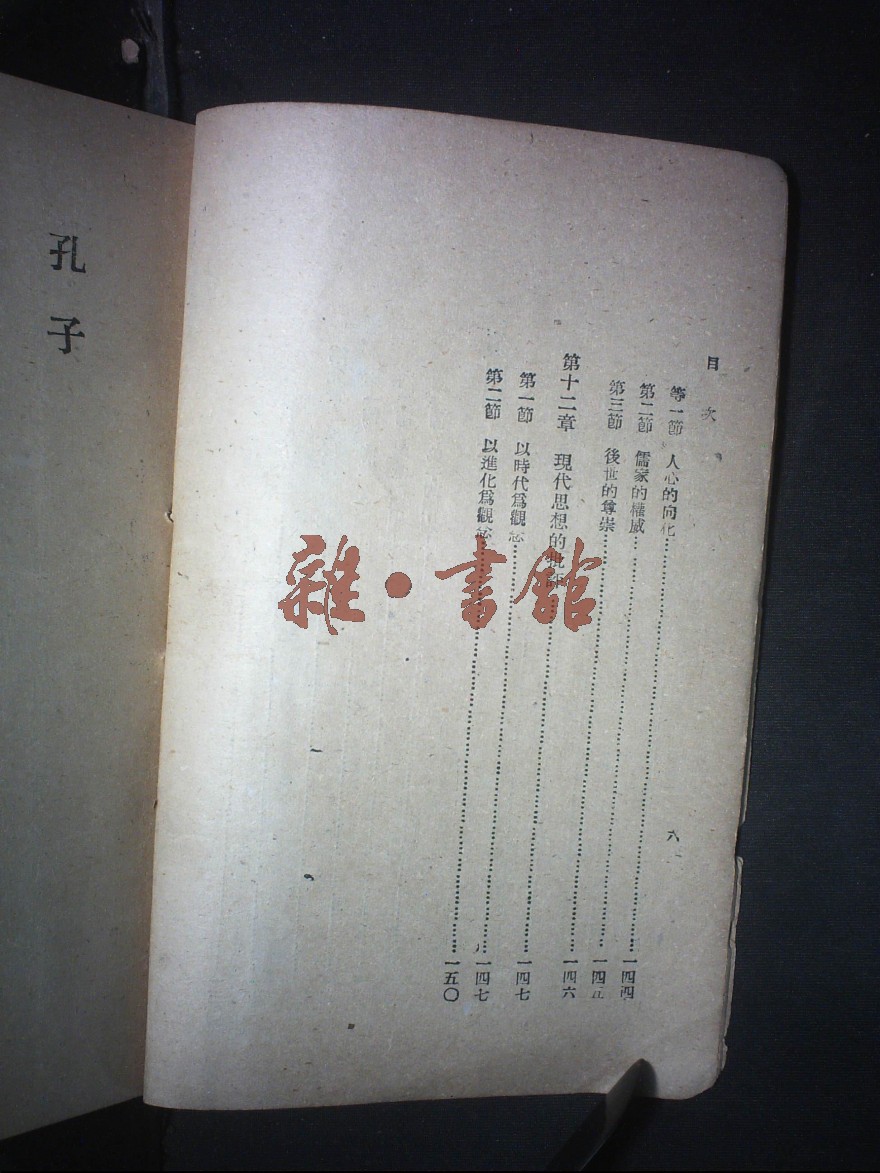 目次
六
等一節 人心的向化……一四四
第二節 儒家的權威……一四五
第三節 後世的尊崇……一四六
第十二章 現代思想的批評……一四七
第一節 以時代爲觀念……一四七
第二節 以進化爲觀念……一五〇
孔子
雜·書館